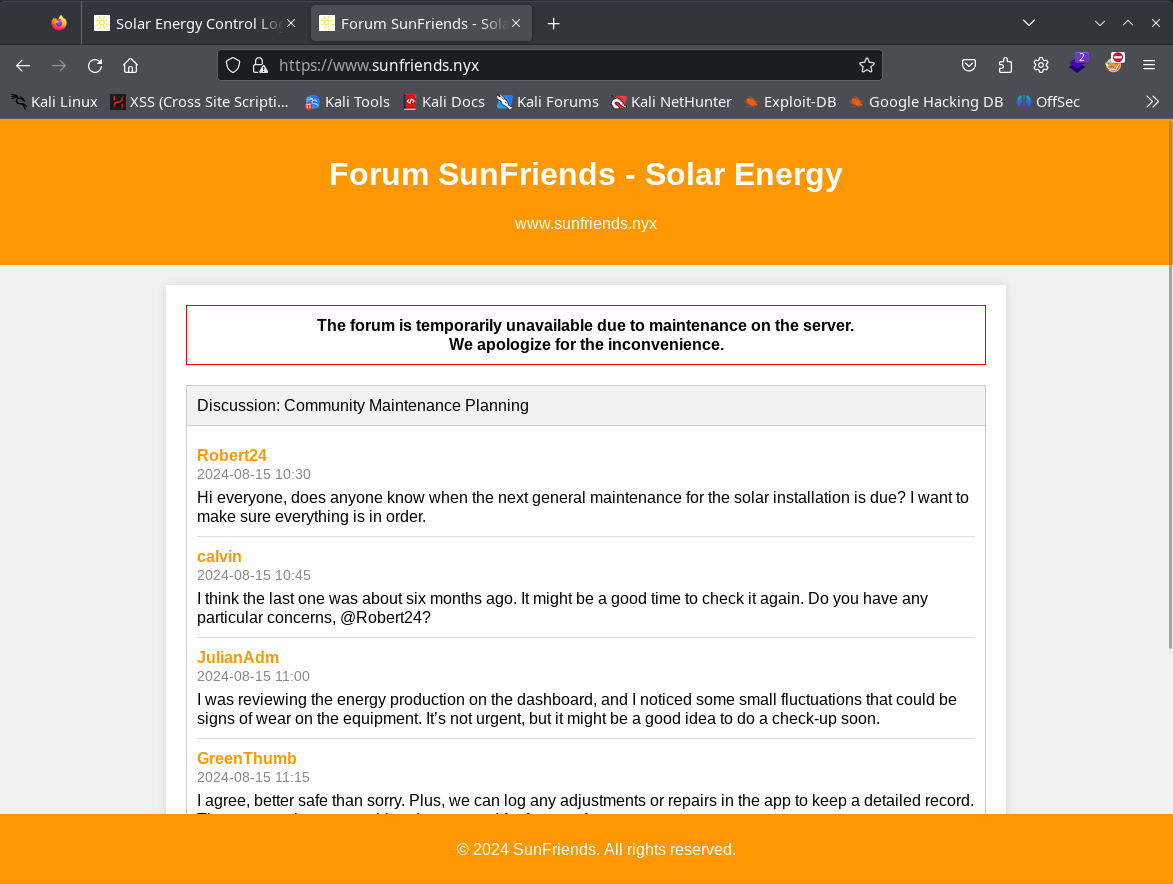 Solar Energy Control Log
Forum SunFriends - Sola
https://www.sunfriends.nyx
2
Kali Linux
XSS (Cross Site Scripti...
Kali Tools
Kali Docs
Kali Forums
Kali NetHunter
Exploit-DB
Google Hacking DB
OffSec
Forum SunFriends - Solar Energy
www.sunfriends.nyx
The forum is temporarily unavailable due to maintenance on the server.
We apologize for the inconvenience.
Discussion: Community Maintenance Planning
Robert24
2024-08-15 10:30
Hi everyone, does anyone know when the next general maintenance for the solar installation is due? I want to
make sure everything is in order.
calvin
2024-08-15 10:45
I think the last one was about six months ago. It might be a good time to check it again. Do you have any
particular concerns, @Robert24?
JulianAdm
2024-08-15 11:00
I was reviewing the energy production on the dashboard, and I noticed some small fluctuations that could be
signs of wear on the equipment. It’s not urgent, but it might be a good idea to do a check-up soon.
GreenThumb
2024-08-15 11:15
I agree, better safe than sorry. Plus, we can log any adjustments or repairs in the app to keep a detailed record.
© 2024 SunFriends. All rights reserved.